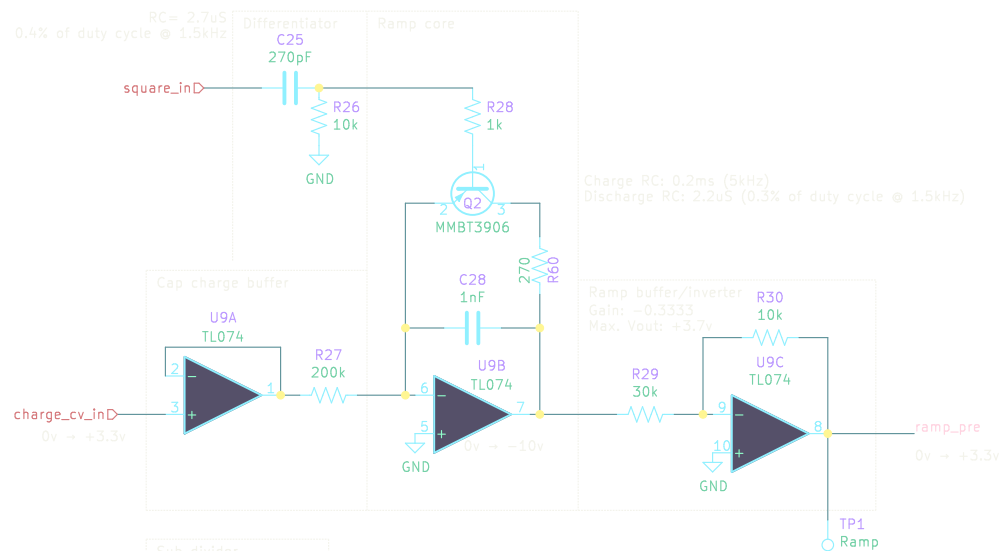 RC= 2.7uS
0.4% of duty cycle @ 1.5kHz
Differentiator
Ramp core
C25
270pF
square_in
R26
10k
R28
1k
GND
1
Q2
2
3
MMBT3906
Charge RC: 0.2ms (5kHz)
Discharge RC: 2.2uS (0.3% of duty cycle @ 1.5kHz)
270
R60
Cap charge buffer
C28
1nF
Ramp buffer/inverter
Gain: -0.3333
Max. Vout: +3.7v
R30
10k
U9A
TL074
R27
200k
U9B
TL074
R29
30k
U9C
TL074
2
−
1
3
+
charge_cv_in
0v → +3.3v
6
−
7
5
+
GND
0v → −10v
9
−
8
10
+
GND
ramp_pre
0v → +3.3v
TP1
Ramp
Sub divider